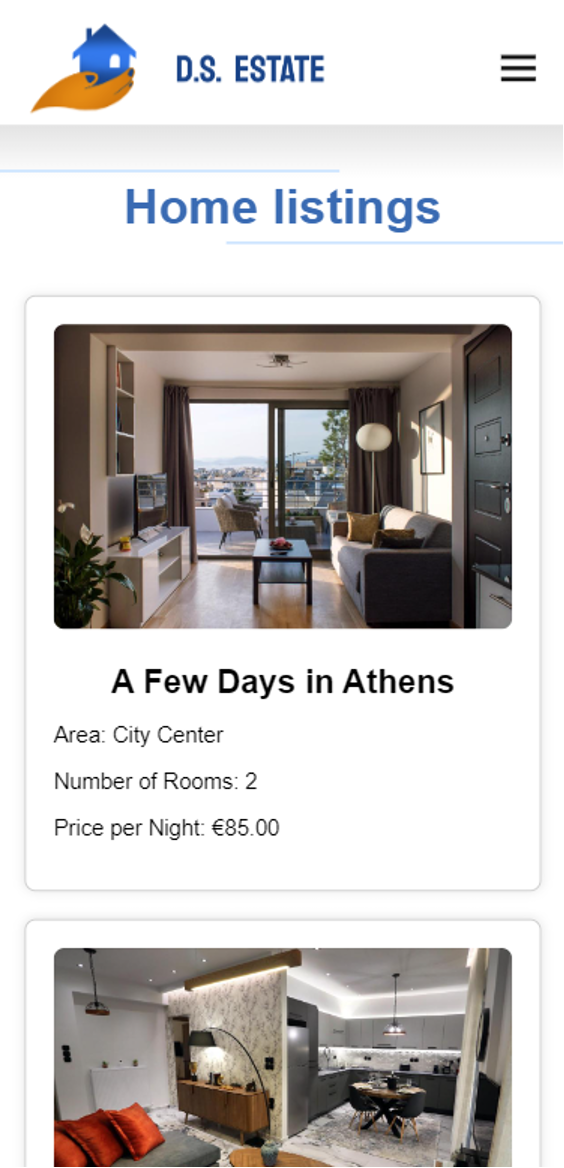 D.S. ESTATE
Home listings
A Few Days in Athens
Area: City Center
Number of Rooms: 2
Price per Night: €85.00